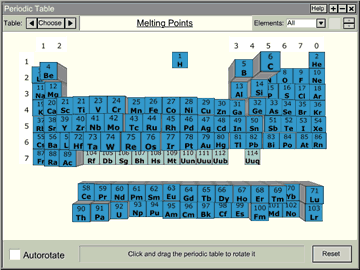 Periodic Table
Help
Table: Choose
Melting Points
Elements: All
1 2 3 4 5 6 7 0
1 1 H 2 He
2 4 Be 5 B 6 C 8 O 9 F 10 Ne
3 12 Mg 13 Al 14 Si 16 S 17 Cl 18 Ar
4 20 Ca 21 Sc 22 Ti 23 V 24 Cr 25 Mn 26 Fe 27 Co 28 Ni 29 Cu 30 Zn 31 Ga 32 Ge 33 As 34 Se 35 Br 36 Kr
5 37 Rb 38 Sr 39 Y 40 Zr 41 Nb 42 Mo 43 Tc 44 Ru 45 Rh 46 Pd 47 Ag 48 Cd 49 In 50 Sn 51 Sb 52 Te 53 I 54 Xe
6 55 Cs 56 Ba 57 La 72 Hf 73 Ta 74 W 75 Re 76 Os 77 Ir 78 Pt 79 Au 80 Hg 81 Tl 82 Pb 83 Bi 84 Po 85 At 86 Rn
7 87 Fr 88 Ra 89 Ac 104 Rf 105 Db 106 Sg 107 Bh 108 Hs 109 Mt 110 Uun 111 Uuu 112 Uub 114 Uuq
58 Ce 59 Pr 60 Nd 61 Pm 62 Sm 63 Eu 64 Gd 65 Tb 66 Dy 67 Ho 68 Er 69 Tm 70 Yb 71 Lu
90 Th 91 Pa 92 U 93 Np 94 Pu 95 Am 96 Cm 97 Bk 98 Cf 99 Es 100 Fm 101 Md 102 No 103 Lr
Autorotate
Click and drag the periodic table to rotate it
Reset